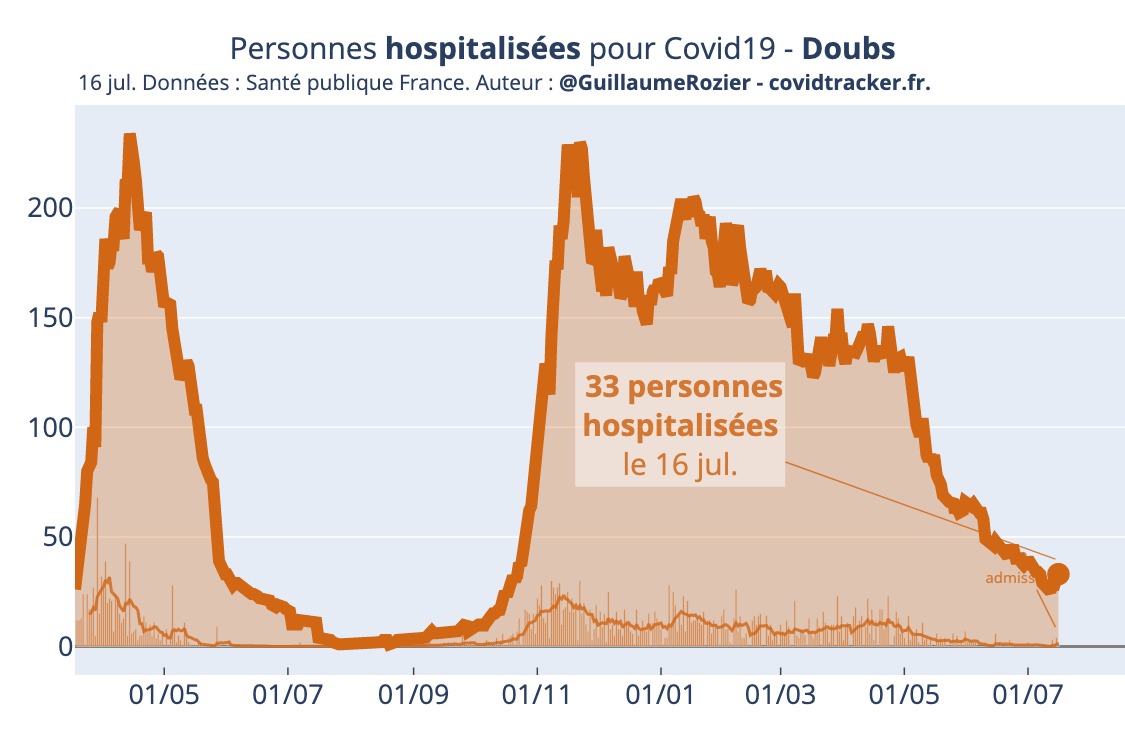 Personnes hospitalisées pour Covid19 - Doubs
16 jul. Données : Santé publique France. Auteur : @GuillaumeRozier - covidtracker.fr.
200
150
100
50
0
33 personnes
hospitalisées
le 16 jul.
admiss
01/05 01/07 01/09 01/11 01/01 01/03 01/05 01/07